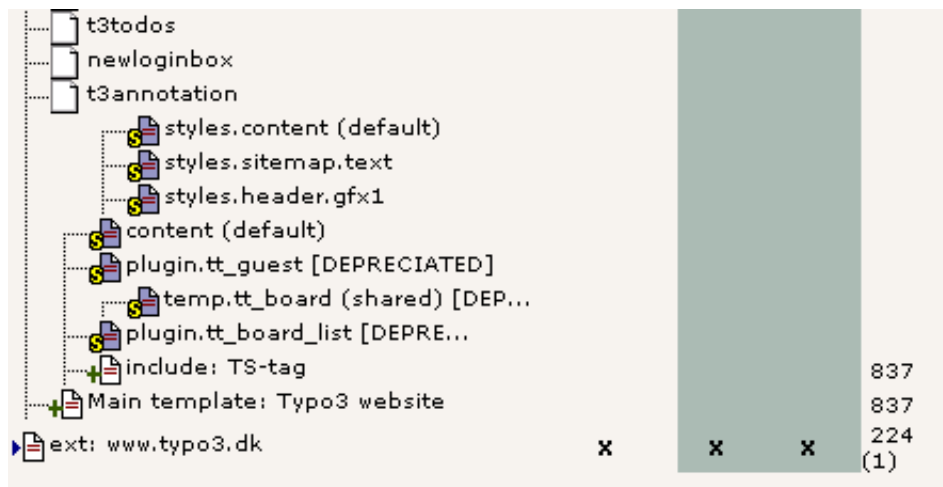 t3todos
newloginbox
t3annotation
styles.content (default)
styles.sitemap.text
styles.header.gfx1
content (default)
plugin.tt_guest [DEPRECIATED]
temp.tt_board (shared) [DEP...
plugin.tt_board_list [DEPRE...
include: TS-tag 837
Main template: Typo3 website 837
ext: www.typo3.dk x x x 224
(1)